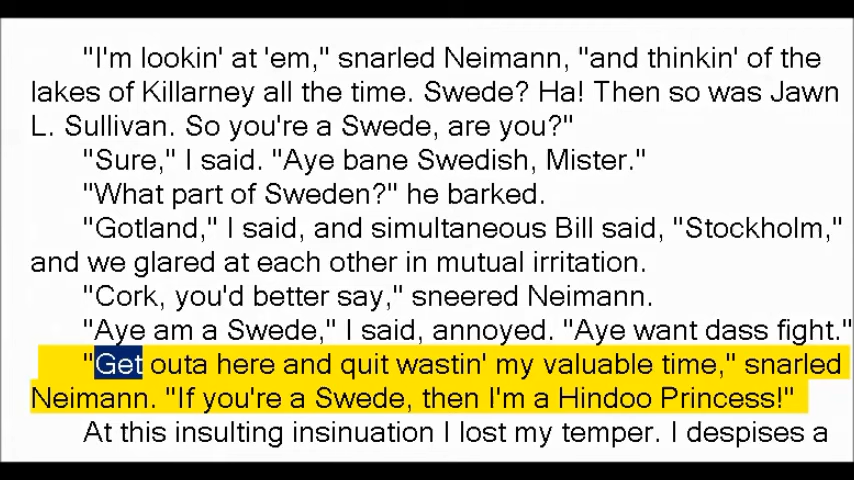 "I'm lookin' at 'em," snarled Neimann, "and thinkin' of the
lakes of Killarney all the time. Swede? Ha! Then so was Jawn
L. Sullivan. So you're a Swede, are you?"
"Sure," I said. "Aye bane Swedish, Mister."
"What part of Sweden?" he barked.
"Gotland," I said, and simultaneous Bill said, "Stockholm,"
and we glared at each other in mutual irritation.
"Cork, you'd better say," sneered Neimann.
"Aye am a Swede," I said, annoyed. "Aye want dass fight."
"Get outa here and quit wastin' my valuable time," snarled
Neimann. "If you're a Swede, then I'm a Hindoo Princess!"
At this insulting insinuation I lost my temper. I despises a